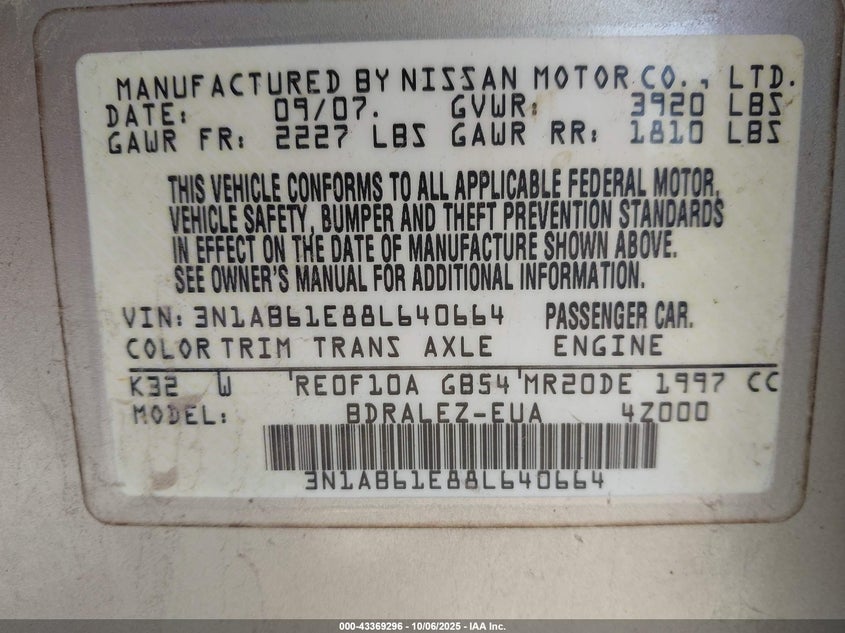 MANUFACTURED BY NISSAN MOTOR CO., LTD.
DATE: 09/07. GVWR: 3920 LBS
GAWR FR: 2227 LBS GAWR RR: 1810 LBS
THIS VEHICLE CONFORMS TO ALL APPLICABLE FEDERAL MOTOR,
VEHICLE SAFETY, BUMPER AND THEFT PREVENTION STANDARDS
IN EFFECT ON THE DATE OF MANUFACTURE SHOWN ABOVE.
SEE OWNER'S MANUAL FOR ADDITIONAL INFORMATION.
VIN: 3N1AB61E88L640664 PASSENGER CAR.
COLOR TRIM TRANS AXLE ENGINE
K32 W 'RE0F10A GB54 'MR20DE 1997 CC
MODEL: BDRALEZ-EUA 4Z000
3N1AB61E88L640664
000-43369296 - 10/06/2025 - IAA Inc.